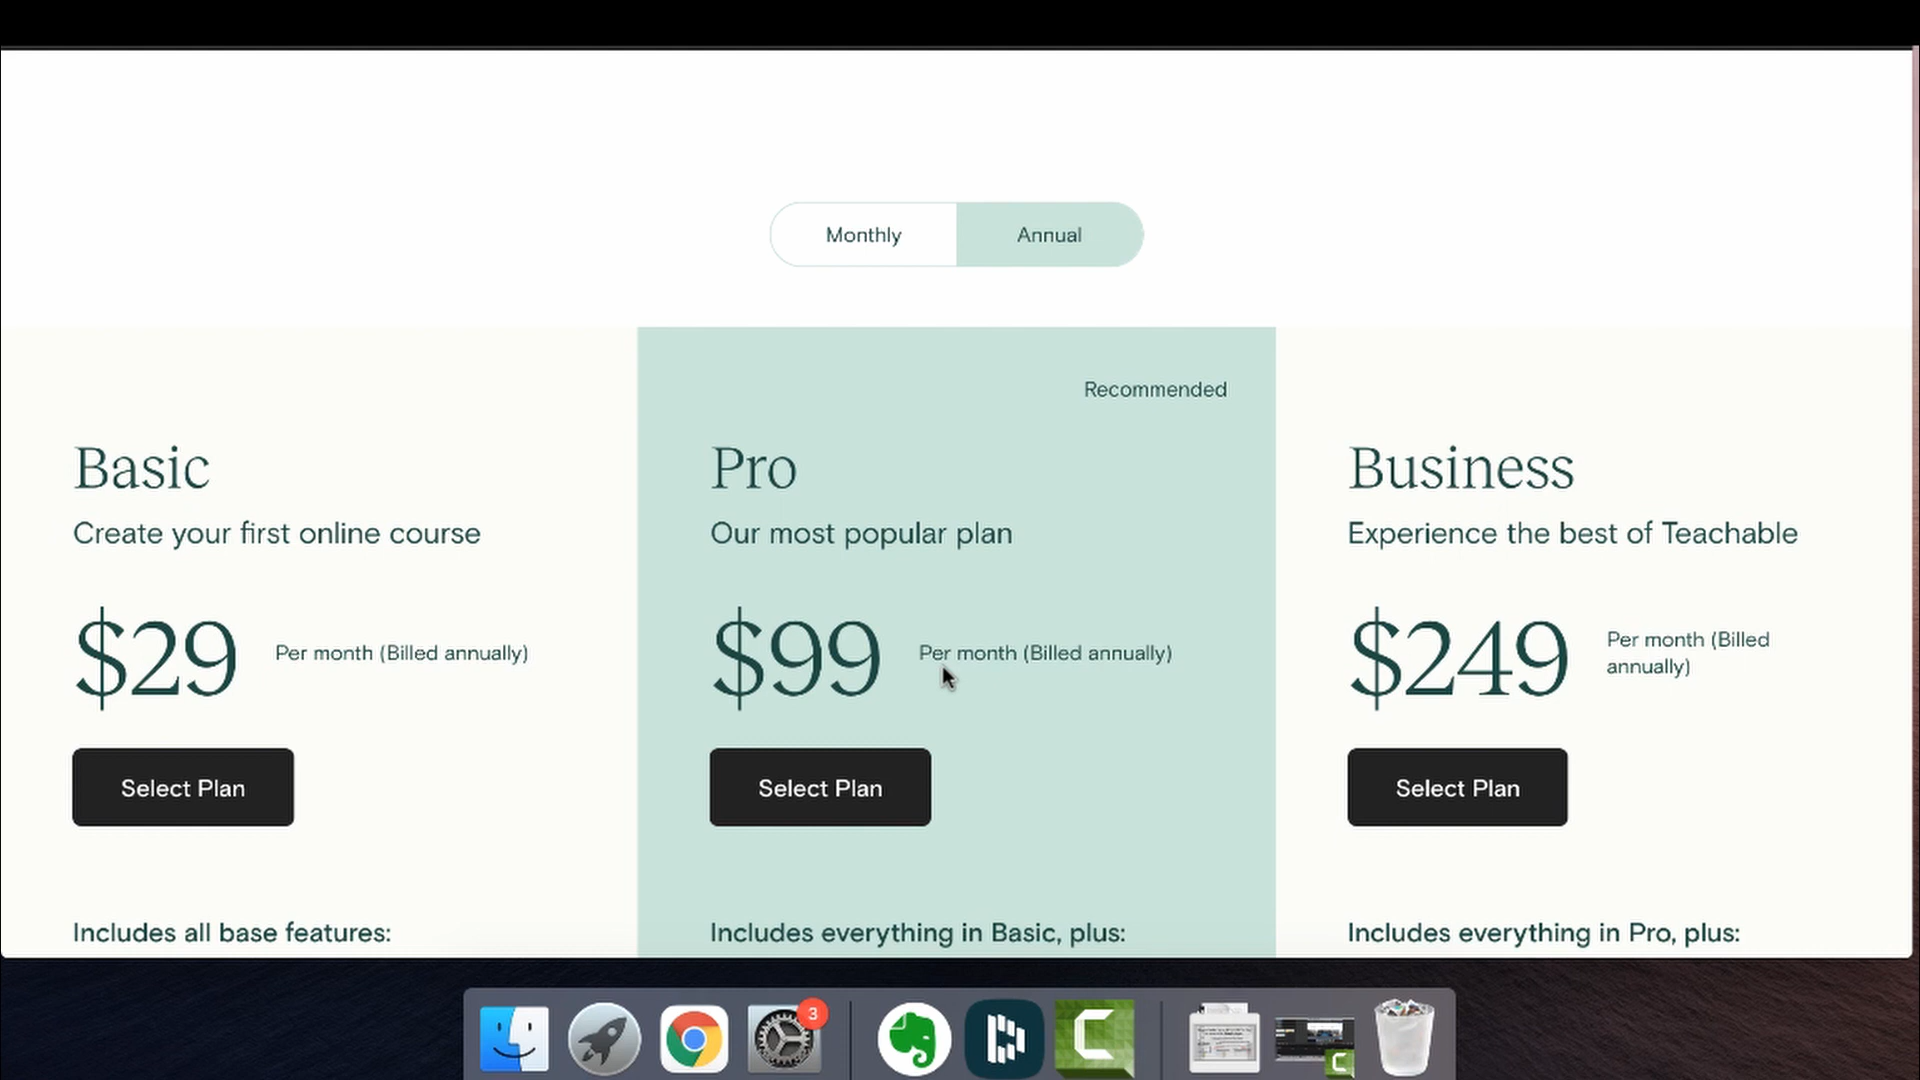 Monthly
Annual
Recommended
Basic
Create your first online course
$29
Per month (Billed annually)
Select Plan
Includes all base features:
Pro
Our most popular plan
$99
Per month (Billed annually)
Select Plan
Includes everything in Basic, plus:
Business
Experience the best of Teachable
$249
Per month (Billed
annually)
Select Plan
Includes everything in Pro, plus:
3